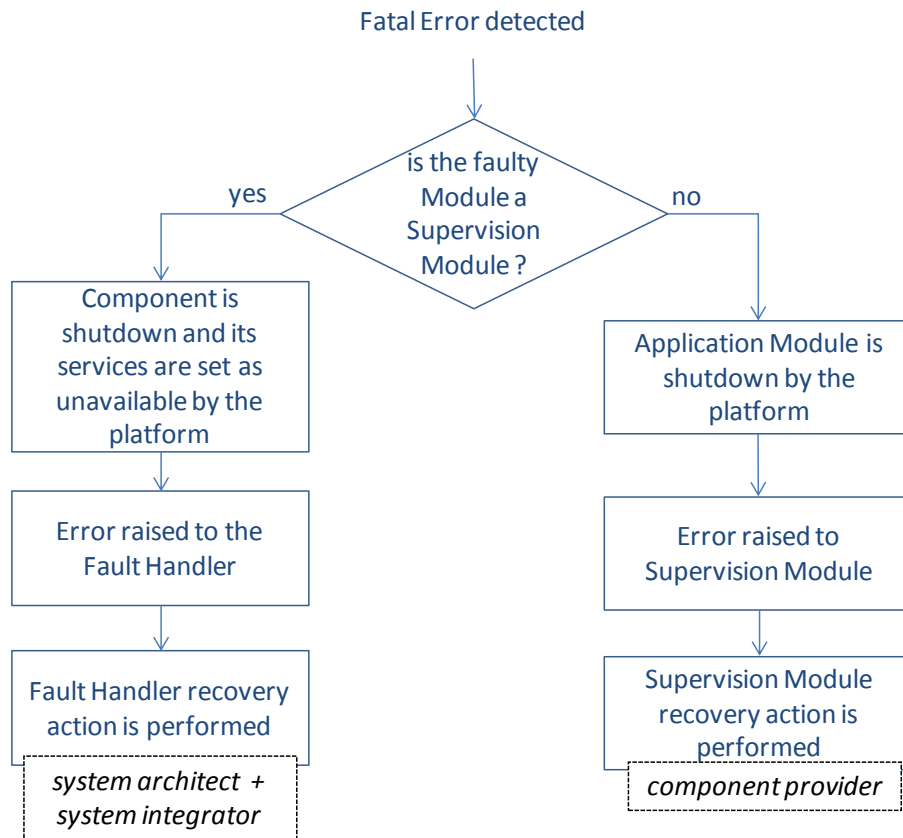 Fatal Error detected
is the faulty
Module a
Supervision
Module ?
yes
no
Component is
shutdown and its
services are set as
unavailable by the
platform
Application Module is
shutdown by the
platform
Error raised to the
Fault Handler
Error raised to
Supervision Module
Fault Handler recovery
action is performed
Supervision Module
recovery action is
performed
system architect +
system integrator
component provider